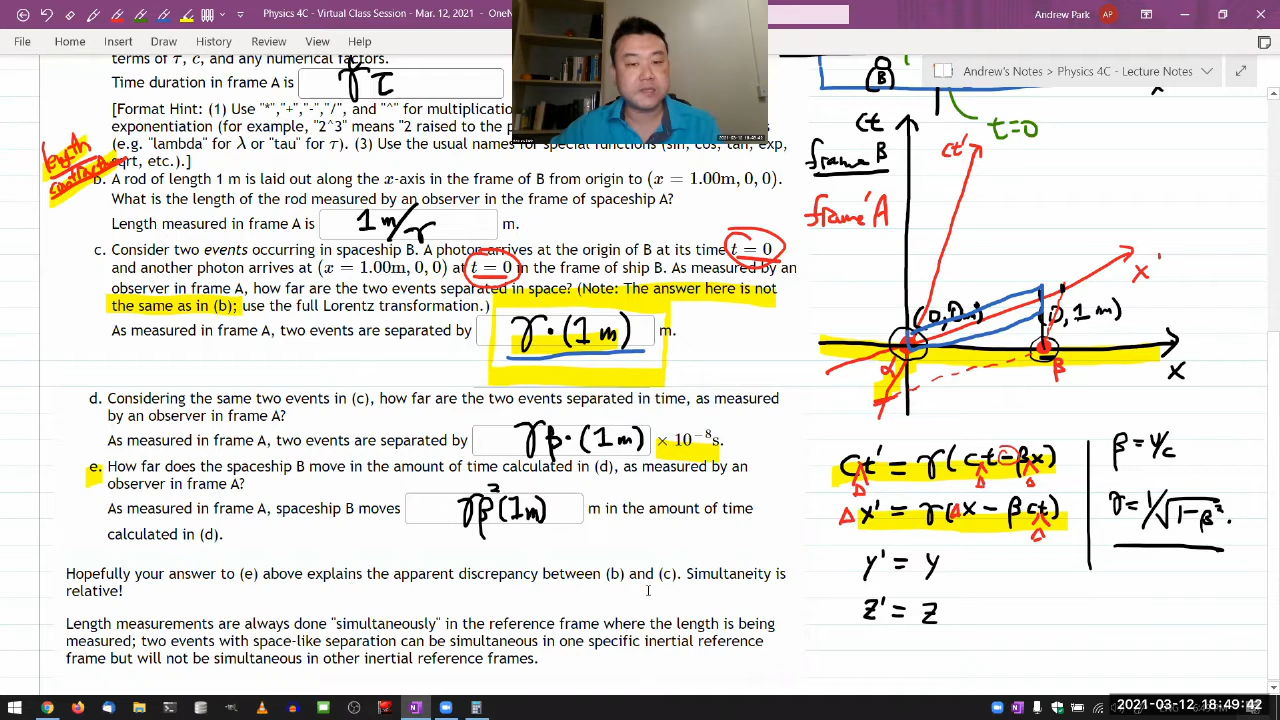 Physics 4C - Virtual Class Session - Mar. 12, 2021
Andrew Park
AP
File
Home
Insert
Draw
History
Review
View
Help
Andrew's Notes » Physics 4C - Lecture Notes
terms of τ, c, and any numerical factors.
Time duration in frame A is γτ
[Format Hint: (1) Use "*","+","-","/", and "^" for multiplica
exponentiation (for example, "2^3" means "2 raised to the p
(e.g. "lambda" for λ or "tau" for τ). (3) Use the usual names for special functions (sin, cos, tan, exp,
sqrt, etc.).]
length
b. A rod of length 1 m is laid out along the x-axis in the frame of B from origin to (x = 1.00m, 0, 0).
What is the length of the rod measured by an observer in the frame of spaceship A?
Length measured in frame A is 1m/γ m.
c. Consider two events occurring in spaceship B. A photon arrives at the origin of B at its time t = 0
and another photon arrives at (x = 1.00m, 0, 0) at t = 0 in the frame of ship B. As measured by an
observer in frame A, how far are the two events separated in space? (Note: The answer here is not
the same as in (b); use the full Lorentz transformation.)
As measured in frame A, two events are separated by γ·(1m) m.
d. Considering the same two events in (c), how far are the two events separated in time, as measured
by an observer in frame A?
As measured in frame A, two events are separated by γβ·(1m) × 10⁻⁸s.
e. How far does the spaceship B move in the amount of time calculated in (d), as measured by an
observer in frame A?
As measured in frame A, spaceship B moves γβ²(1m) m in the amount of time
calculated in (d).
Hopefully your answer to (e) above explains the apparent discrepancy between (b) and (c). Simultaneity is
relative!
Length measurements are always done "simultaneously" in the reference frame where the length is being
measured; two events with space-like separation can be simultaneous in one specific inertial reference
frame but will not be simultaneous in other inertial reference frames.
B
t=0
ct
ct'
frame B
frame A
x'
(0, 1m)
x
β
ct' = γ(ct - βx)
Δ Δ Δ
Δx' = γ(Δx - βct)
Δ
y' = y
z' = z
β = v/c
γ = 1/√1-β².
2021-03-12 18:49:42
2021-03-12 18:49:42